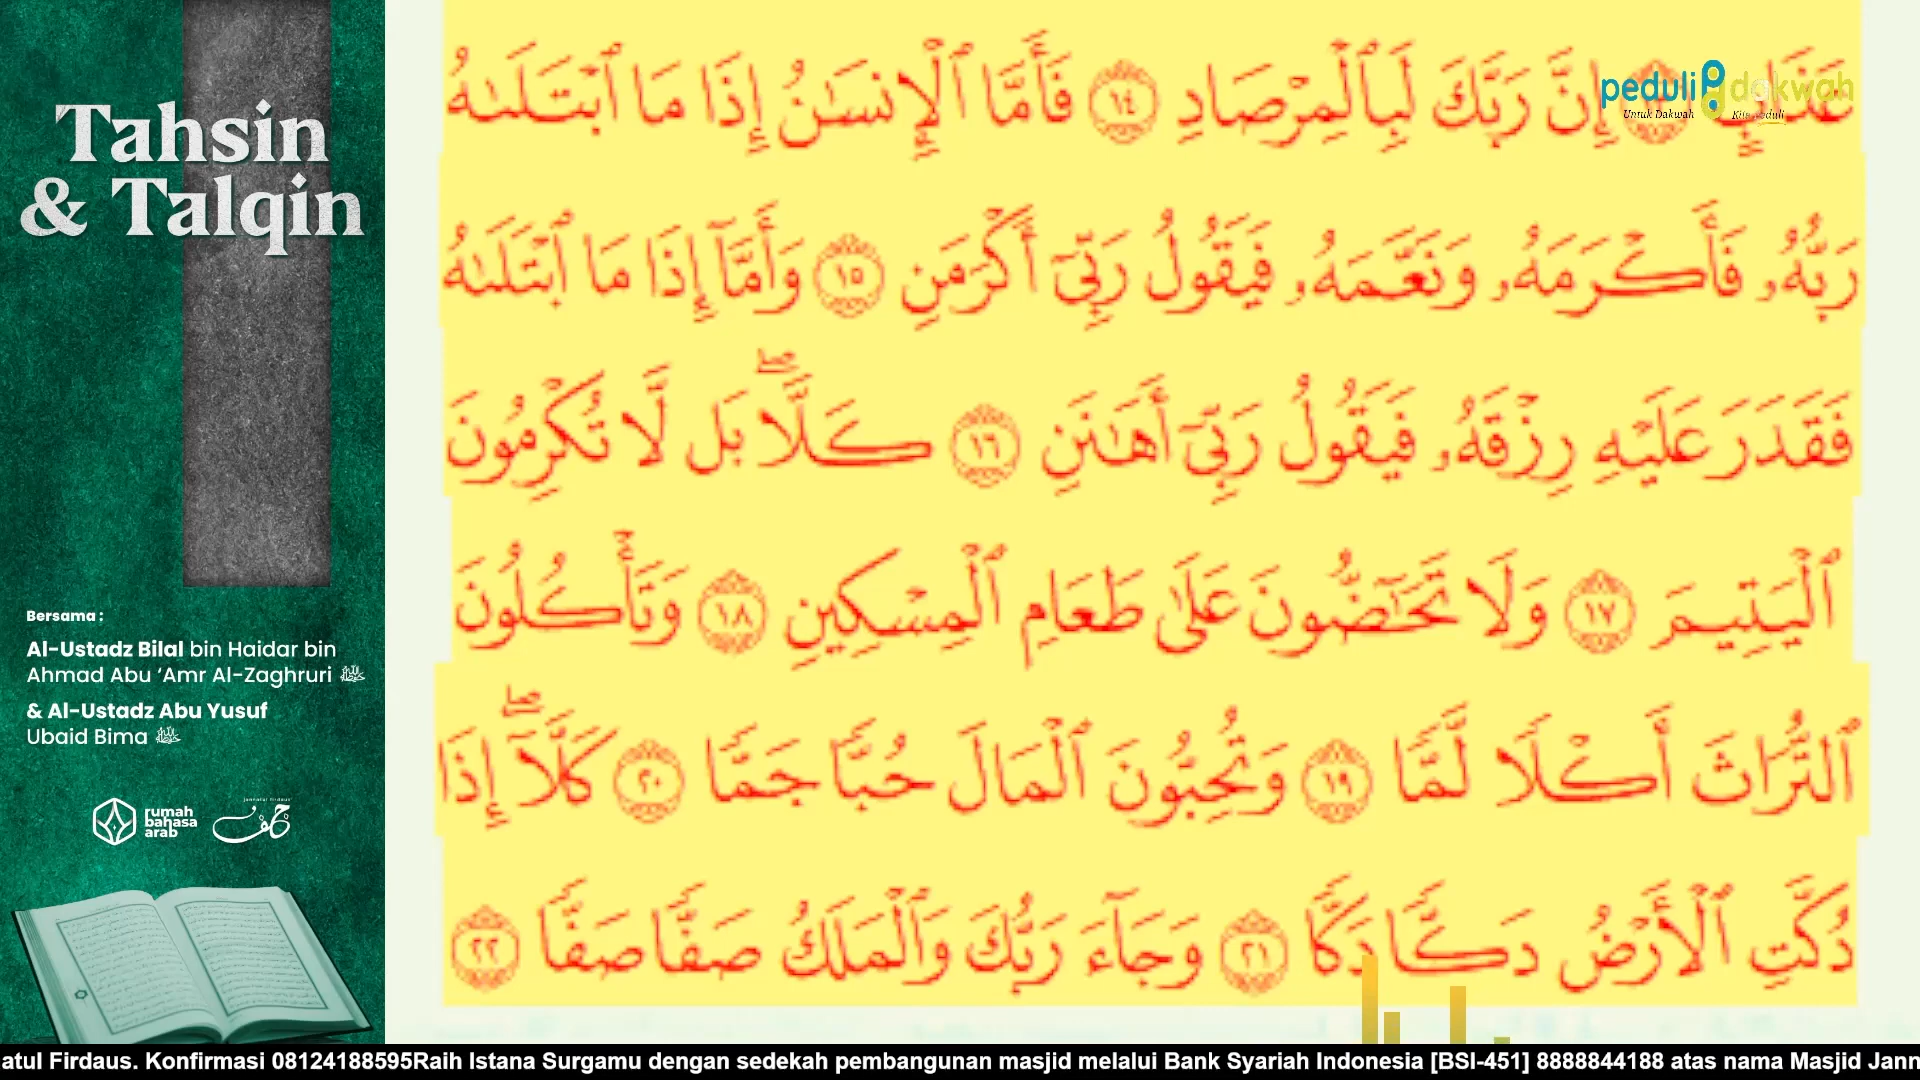 Tahsin
& Talqin
Bersama :
Al-Ustadz Bilal bin Haidar bin
Ahmad Abu ‘Amr Al-Zaghruri ﷿
& Al-Ustadz Abu Yusuf
Ubaid Bima
rumah
bahasa
arab
peduli dakwah
Untuk Dakwah Kita Peduli
عَذَابٍ ١٣ إِنَّ رَبَّكَ لَبِٱلْمِرْصَادِ ١٤ فَأَمَّا ٱلْإِنسَـٰنُ إِذَا مَا ٱبْتَلَىٰهُ
رَبُّهُۥ فَأَكْرَمَهُۥ وَنَعَّمَهُۥ فَيَقُولُ رَبِّىٓ أَكْرَمَنِ ١٥ وَأَمَّآ إِذَا مَا ٱبْتَلَىٰهُ
فَقَدَرَ عَلَيْهِ رِزْقَهُۥ فَيَقُولُ رَبِّىٓ أَهَـٰنَنِ ١٦ كَلَّا ۖ بَل لَّا تُكْرِمُونَ
ٱلْيَتِيمَ ١٧ وَلَا تَحَـٰٓضُّونَ عَلَىٰ طَعَامِ ٱلْمِسْكِينِ ١٨ وَتَأْكُلُونَ
ٱلتُّرَاثَ أَكْلًا لَّمًّا ١٩ وَتُحِبُّونَ ٱلْمَالَ حُبًّا جَمًّا ٢٠ كَلَّآ ۖ إِذَا
دُكَّتِ ٱلْأَرْضُ دَكًّا دَكًّا ٢١ وَجَآءَ رَبُّكَ وَٱلْمَلَكُ صَفًّا صَفًّا ٢٢
atul Firdaus. Konfirmasi 08124188595Raih Istana Surgamu dengan sedekah pembangunan masjid melalui Bank Syariah Indonesia [BSI-451] 8888844188 atas nama Masjid Jann